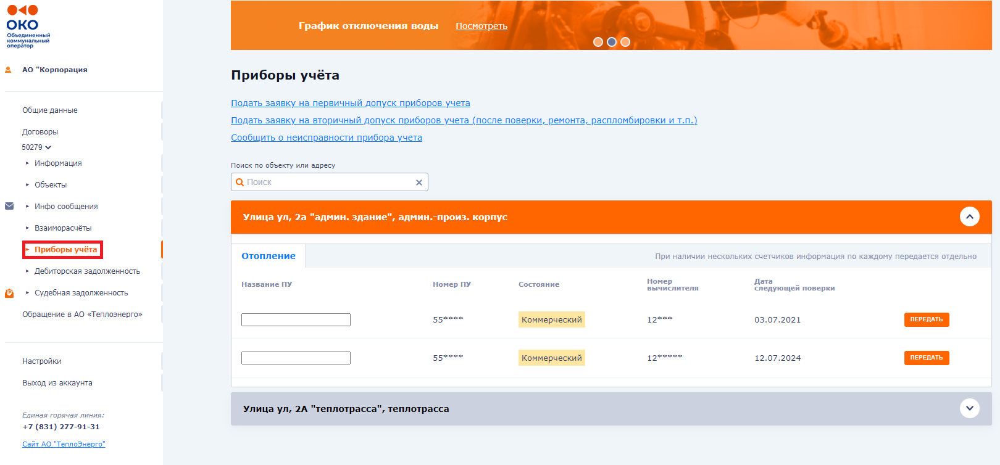 ОКО
Объединенный
коммунальный
оператор
АО "Корпорация
Общие данные
Договоры
50279
Информация
Объекты
Инфо сообщения
Взаиморасчёты
Приборы учёта
Дебиторская задолженность
Судебная задолженность
Обращение в АО «Теплоэнерго»
Настройки
Выход из аккаунта
Единая горячая линия:
+7 (831) 277-91-31
Сайт АО "ТеплоЭнерго"
График отключения воды Посмотреть
Приборы учёта
Подать заявку на первичный допуск приборов учета
Подать заявку на вторичный допуск приборов учета (после поверки, ремонта, распломбировки и т.п.)
Сообщить о неисправности прибора учета
Поиск по объекту или адресу
Поиск
Улица ул, 2а "админ. здание", админ.-произ. корпус
Отопление При наличии нескольких счетчиков информация по каждому передается отдельно
Название ПУ Номер ПУ Состояние Номер вычислителя Дата следующей поверки
55**** Коммерческий 12*** 03.07.2021 ПЕРЕДАТЬ
55**** Коммерческий 12***** 12.07.2024 ПЕРЕДАТЬ
Улица ул, 2А "теплотрасса", теплотрасса